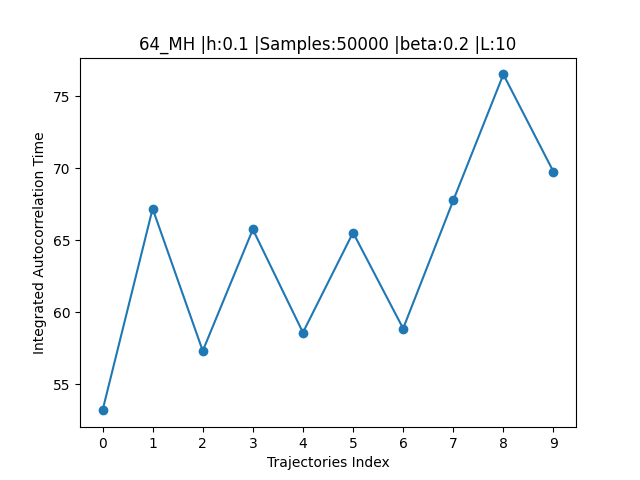 64_MH |h:0.1 |Samples:50000 |beta:0.2 |L:10
Integrated Autocorrelation Time
75
70
65
60
55
0 1 2 3 4 5 6 7 8 9
Trajectories Index